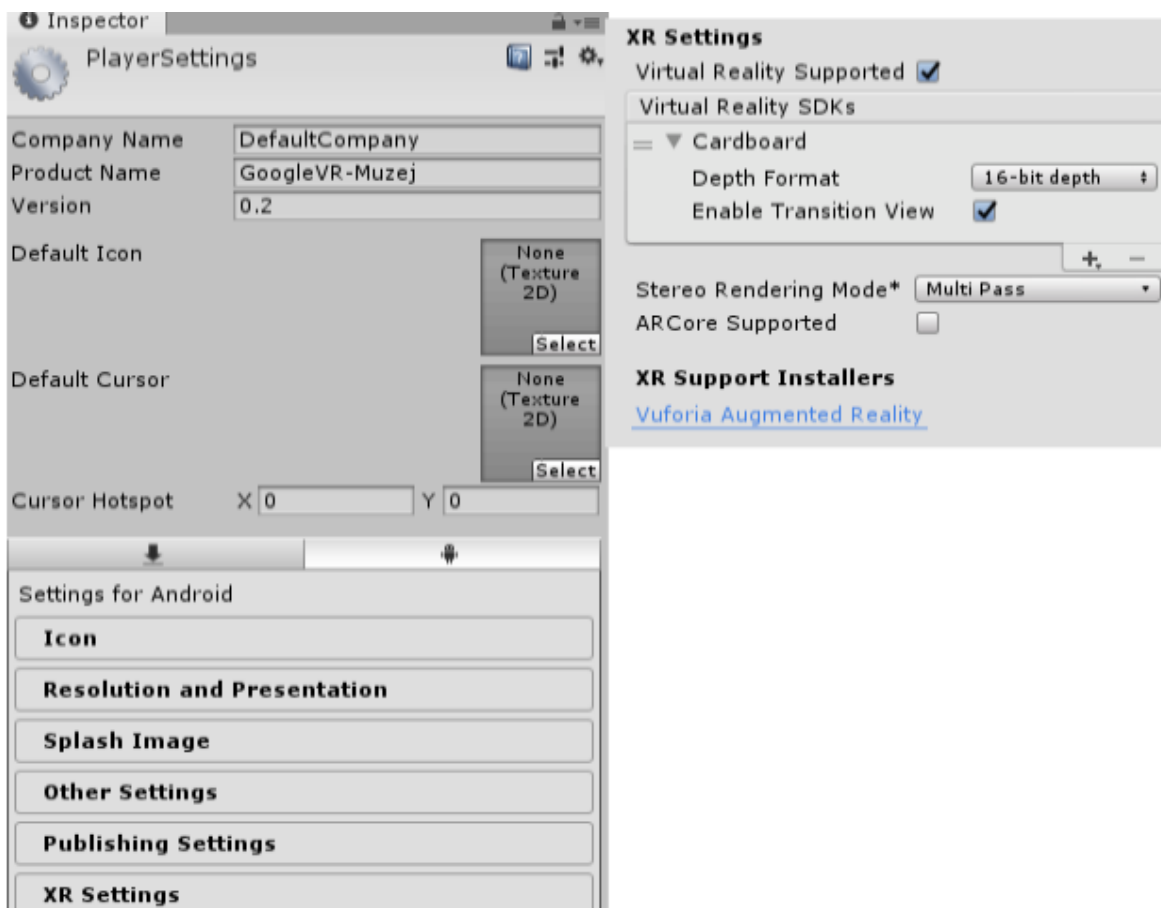 Inspector
PlayerSettings
Company Name DefaultCompany
Product Name GoogleVR-Muzej
Version 0.2
Default Icon
None
(Texture
2D)
Select
Default Cursor
None
(Texture
2D)
Select
Cursor Hotspot X 0 Y 0
Settings for Android
Icon
Resolution and Presentation
Splash Image
Other Settings
Publishing Settings
XR Settings
XR Settings
Virtual Reality Supported
Virtual Reality SDKs
Cardboard
Depth Format 16-bit depth
Enable Transition View
Stereo Rendering Mode* Multi Pass
ARCore Supported
XR Support Installers
Vuforia Augmented Reality